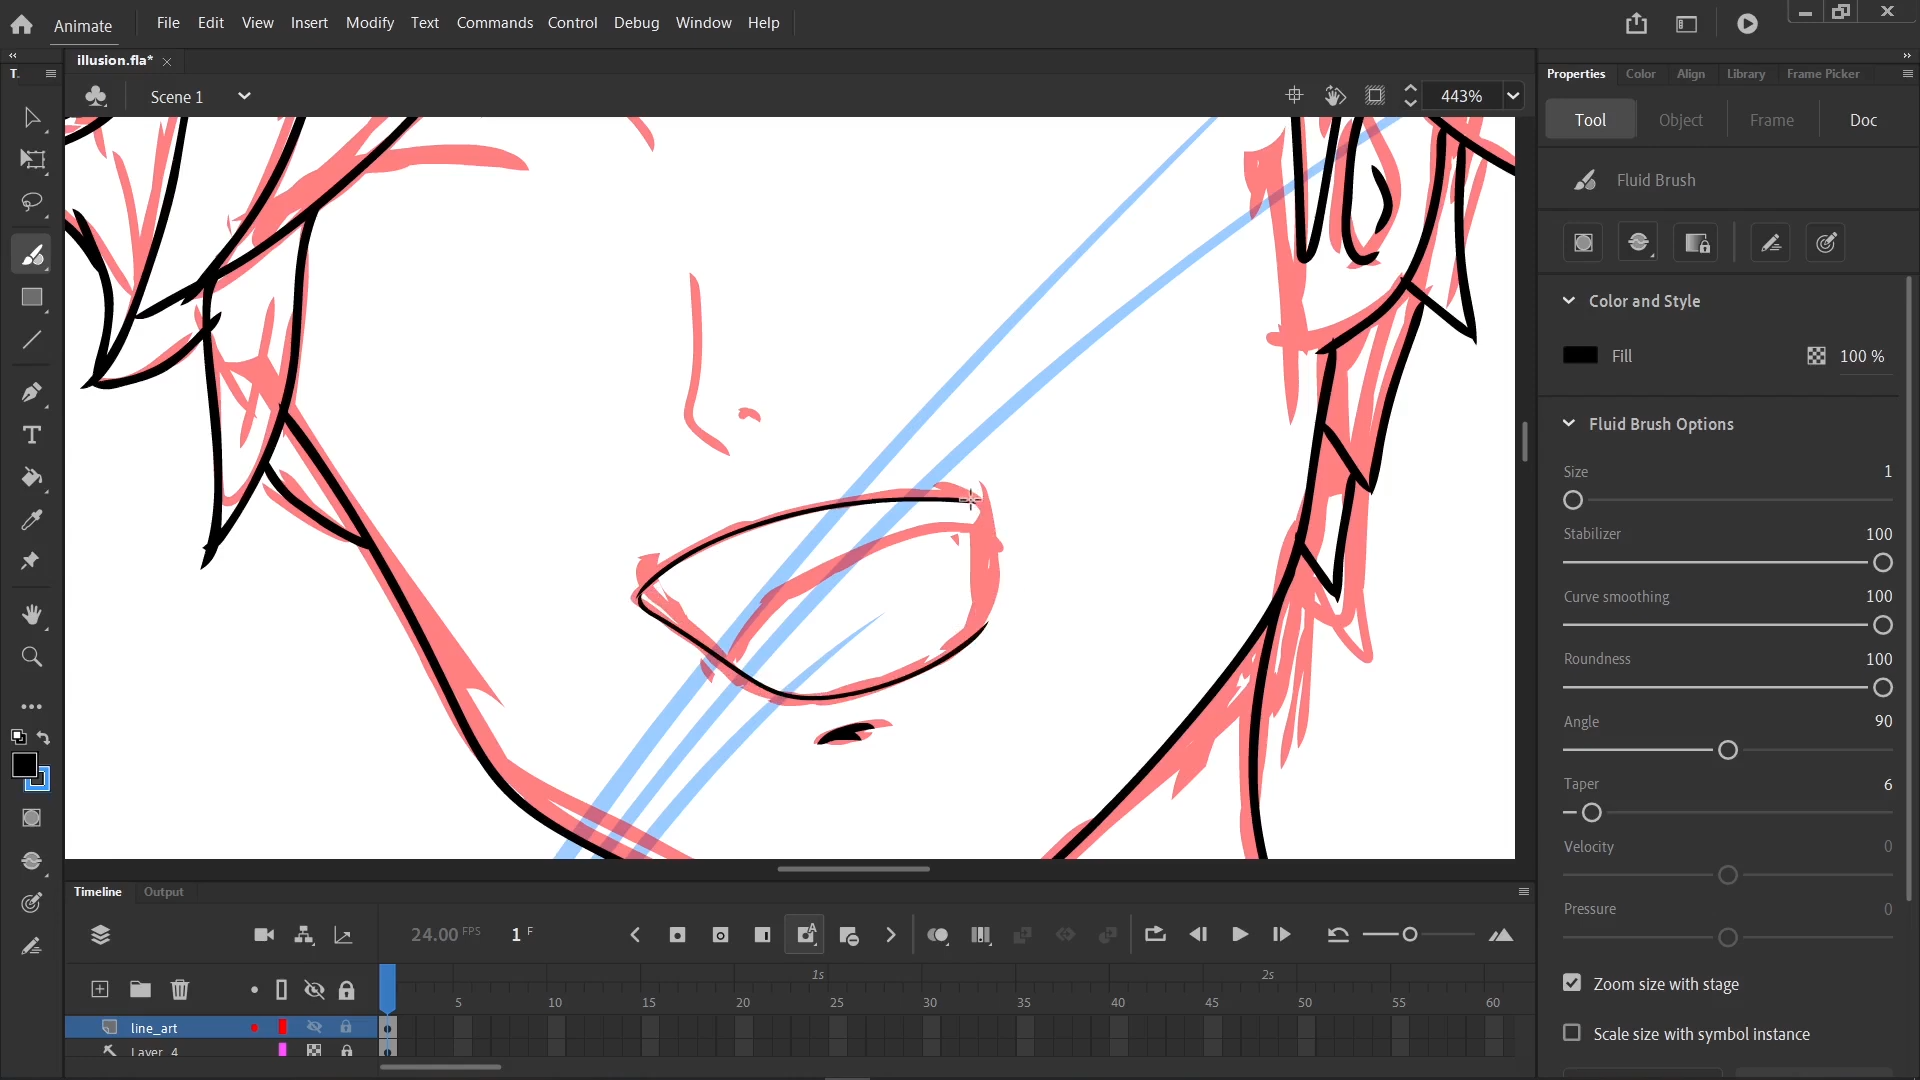 Animate
File Edit View Insert Modify Text Commands Control Debug Window Help
illusion.fla*
Scene 1
443%
T.
Properties Color Align Library Frame Picker
Tool Object Frame Doc
Fluid Brush
Color and Style
Fill 100 %
Fluid Brush Options
Size 1
Stabilizer 100
Curve smoothing 100
Roundness 100
Angle 90
Taper 6
Velocity 0
Pressure 0
Zoom size with stage
Scale size with symbol instance
Timeline Output
24.00 FPS 1 F
1s 2s
5 10 15 20 25 30 35 40 45 50 55 60
line_art
Layer_4